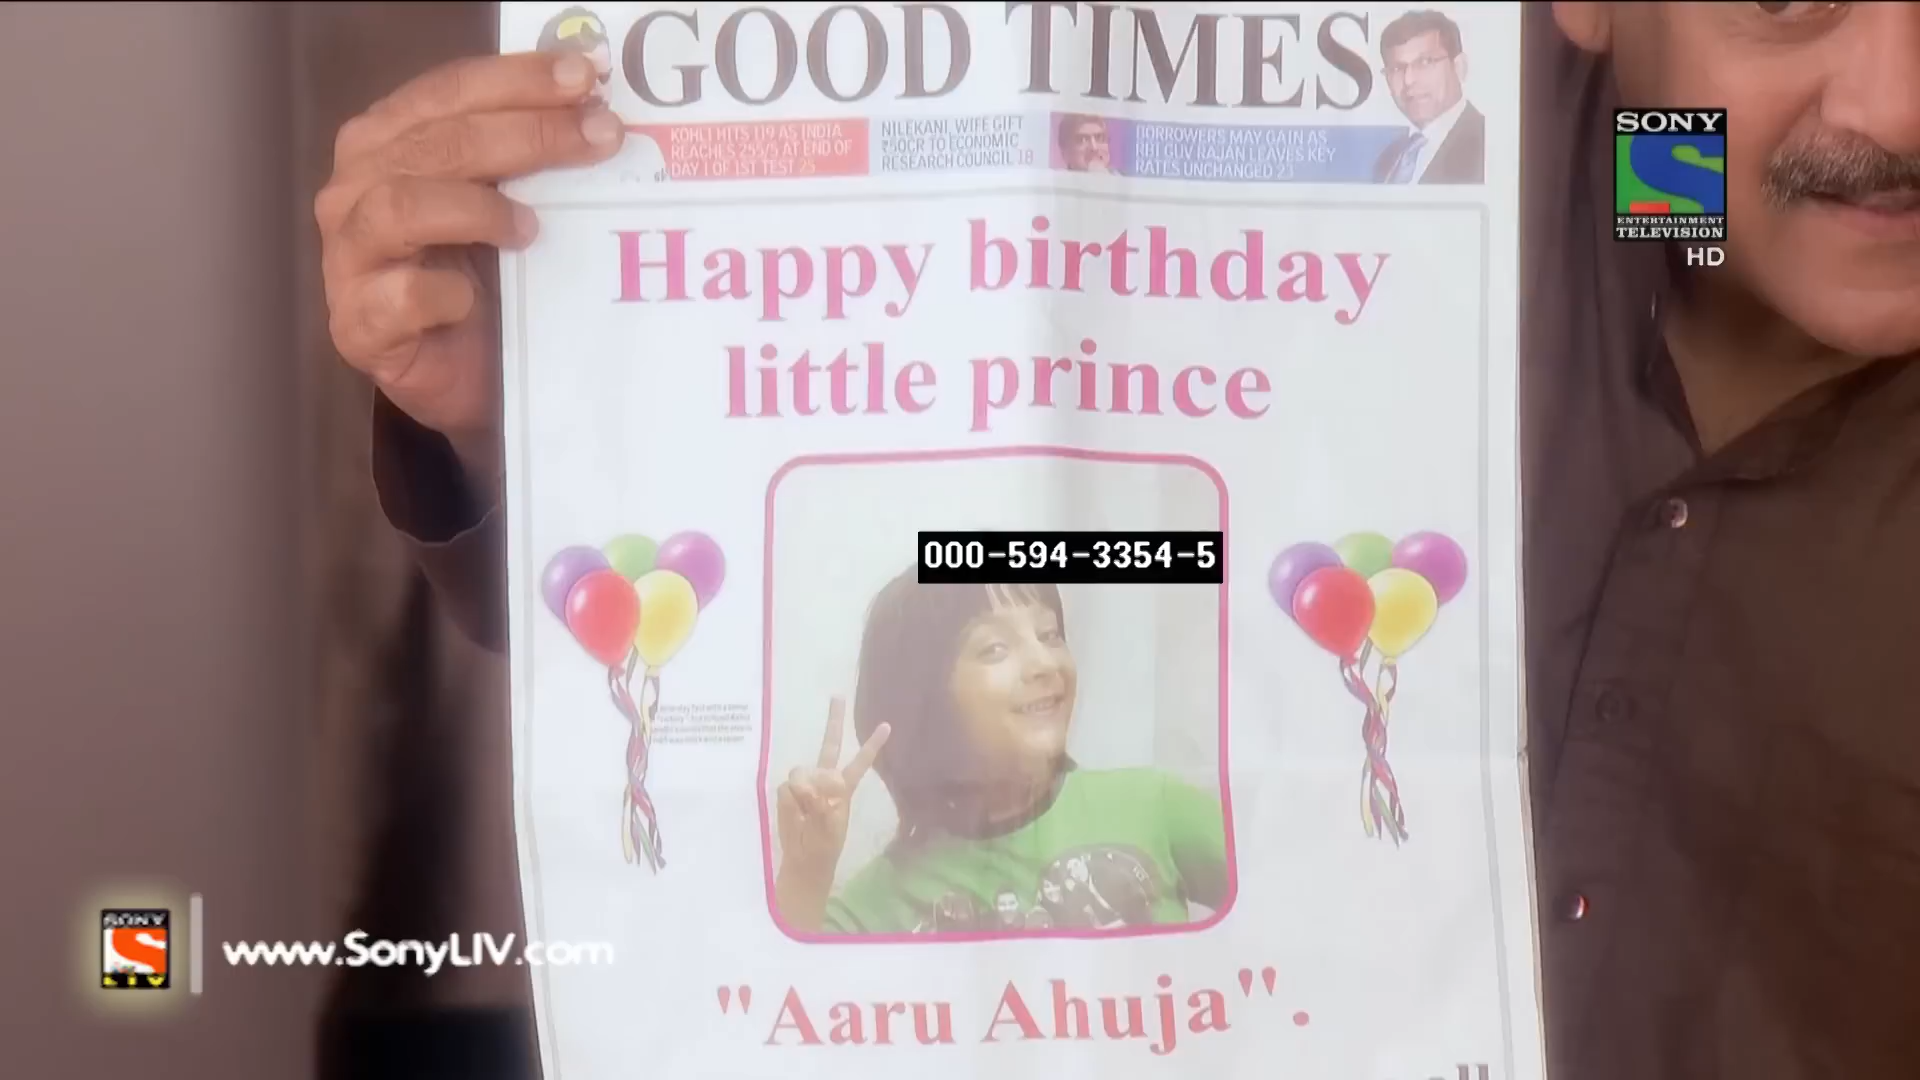 GOOD TIMES
KOHLI HITS 119 AS INDIA
REACHES 255/5 AT END OF
DAY 1 OF 1ST TEST 25
NILEKANI, WIFE GIFT
₹50CR TO ECONOMIC
RESEARCH COUNCIL 18
BORROWERS MAY GAIN AS
RBI GUV RAJAN LEAVES KEY
RATES UNCHANGED 23
SONY
ENTERTAINMENT
TELEVISION
HD
Happy birthday
little prince
000-594-3354-5
SONY
LIV
www.SonyLIV.com
"Aaru Ahuja".